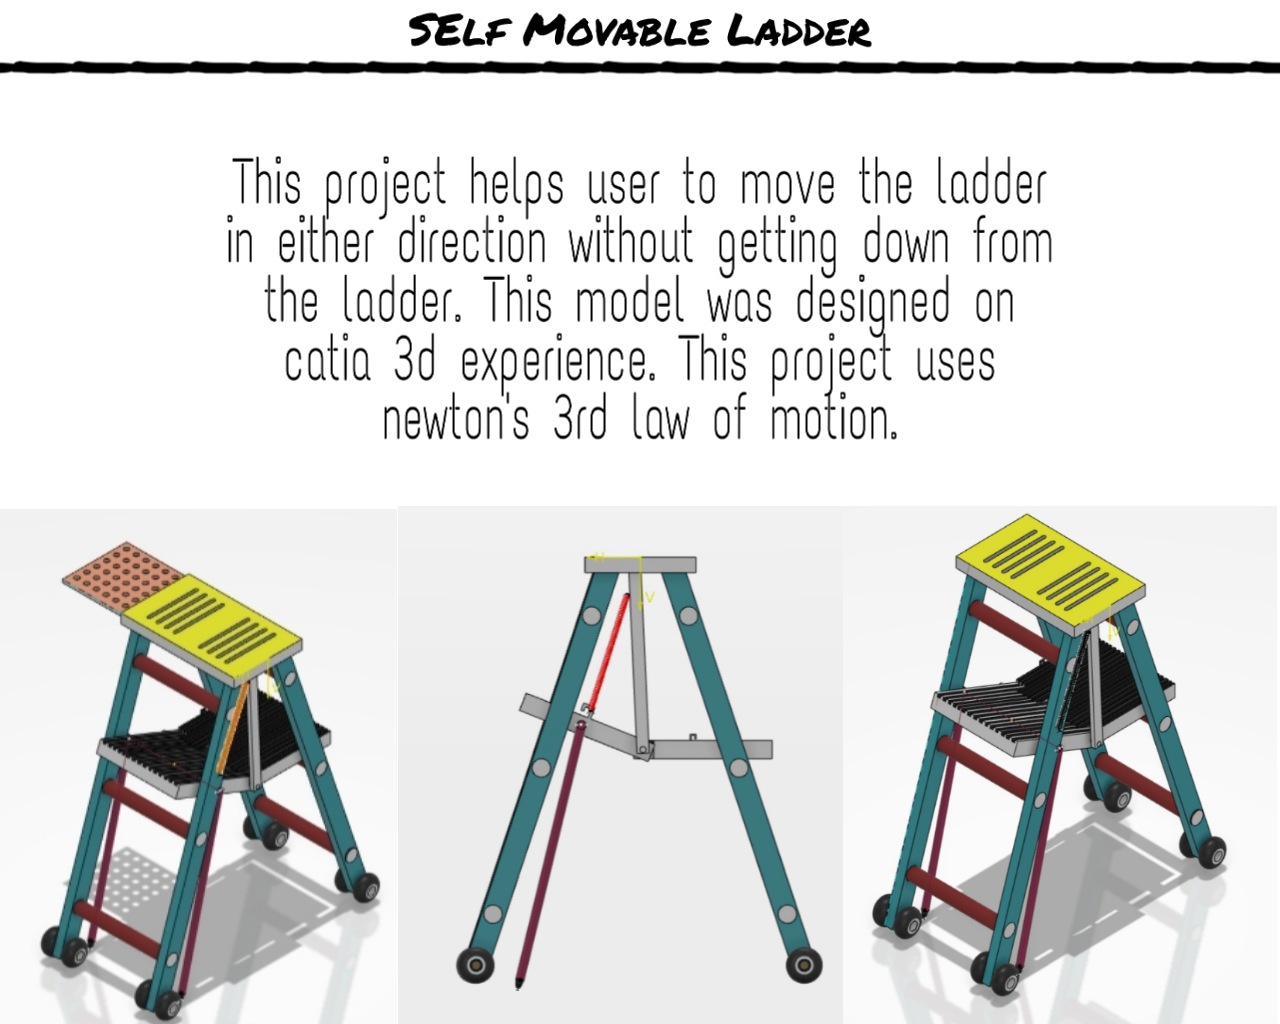 SELF MOVABLE LADDER
This project helps user to move the ladder
in either direction without getting down from
the ladder. This model was designed on
catia 3d experience. This project uses
newton's 3rd law of motion.
V